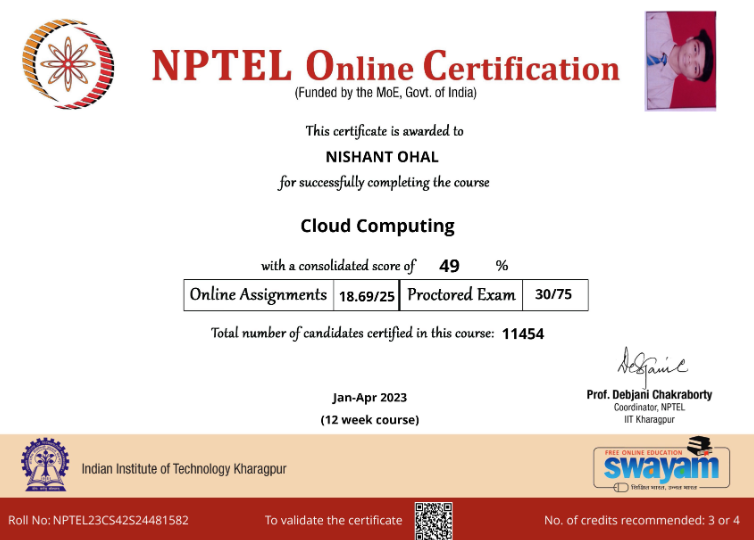 NPTEL Online Certification
(Funded by the MoE, Govt. of India)
This certificate is awarded to
NISHANT OHAL
for successfully completing the course
Cloud Computing
with a consolidated score of 49 %
Online Assignments 18.69/25 Proctored Exam 30/75
Total number of candidates certified in this course: 11454
Jan-Apr 2023
(12 week course)
Prof. Debjani Chakraborty
Coordinator, NPTEL
IIT Kharagpur
Indian Institute of Technology Kharagpur
FREE ONLINE EDUCATION
swayam
शिक्षित भारत, उन्नत भारत
Roll No: NPTEL23CS42S24481582
To validate the certificate
No. of credits recommended: 3 or 4